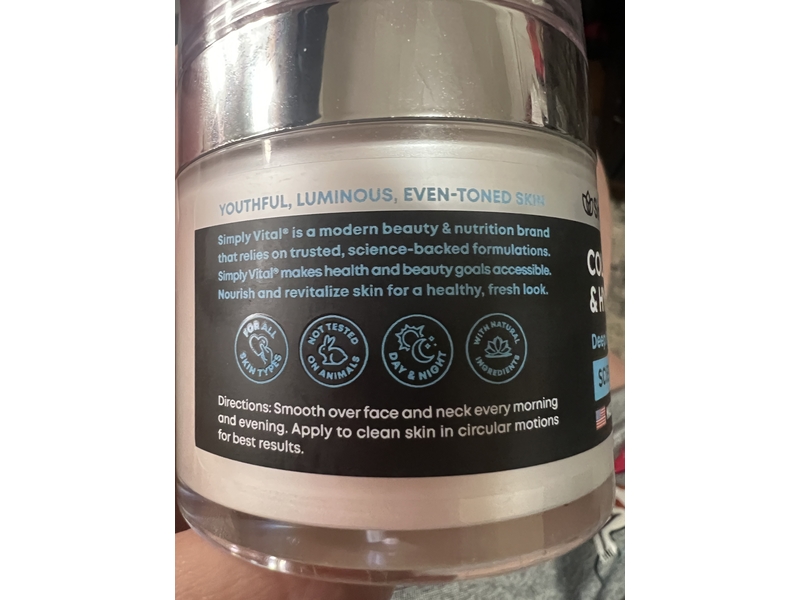 YOUTHFUL, LUMINOUS, EVEN-TONED SKIN
Simply Vital® is a modern beauty & nutrition brand
that relies on trusted, science-backed formulations.
Simply Vital® makes health and beauty goals accessible.
Nourish and revitalize skin for a healthy, fresh look.
FOR ALL
SKIN TYPES
NOT TESTED
ON ANIMALS
DAY & NIGHT
WITH NATURAL
INGREDIENTS
Directions: Smooth over face and neck every morning
and evening. Apply to clean skin in circular motions
for best results.
CO
& H
Deep